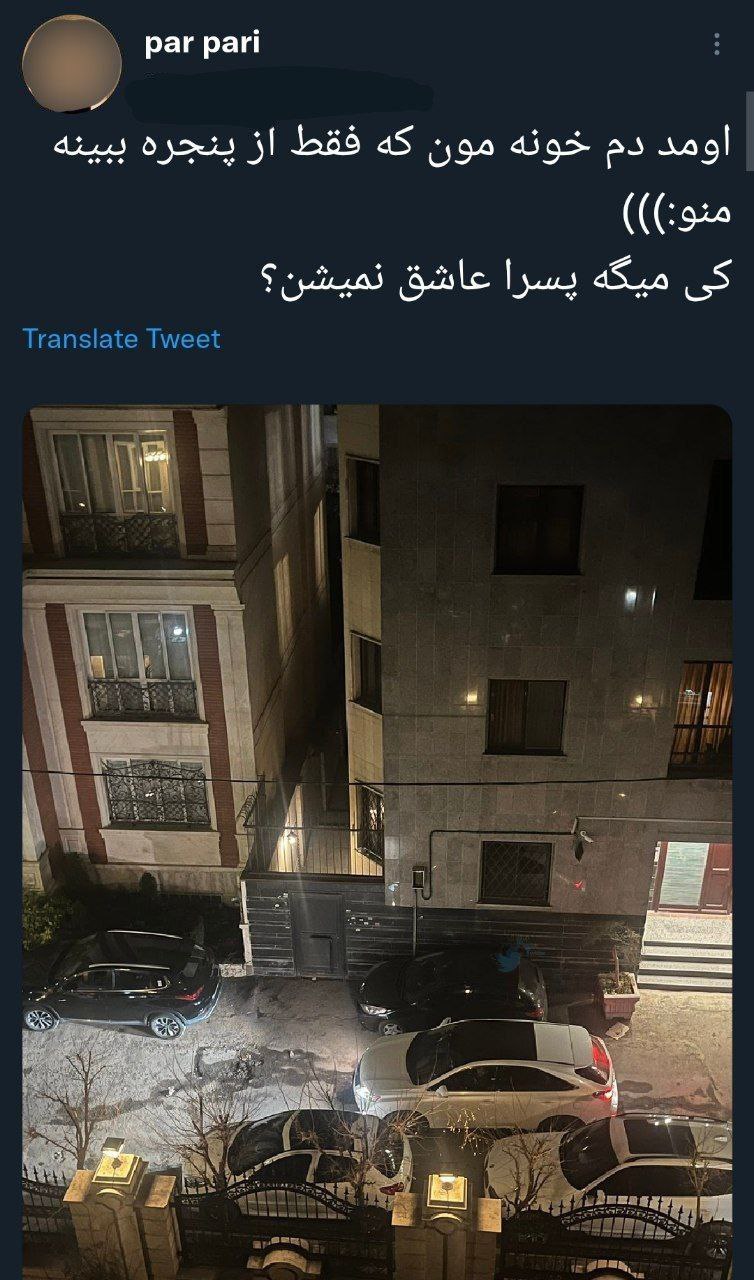 par pari
اومد دم خونه مون که فقط از پنجره ببینه
منو:)))
کی میگه پسرا عاشق نمیشن؟
Translate Tweet